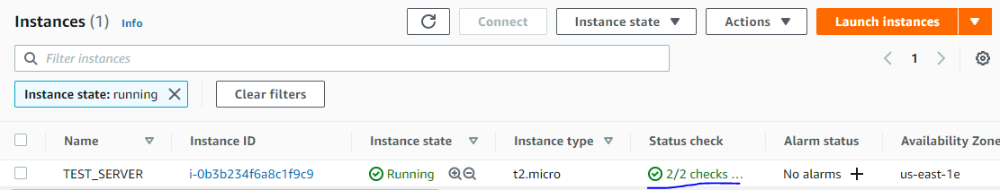 Instances (1) Info Connect Instance state Actions Launch instances
Filter instances 1
Instance state: running Clear filters
Name Instance ID Instance state Instance type Status check Alarm status Availability Zone
TEST_SERVER i-0b3b234f6a8c1f9c9 Running t2.micro 2/2 checks ... No alarms us-east-1e